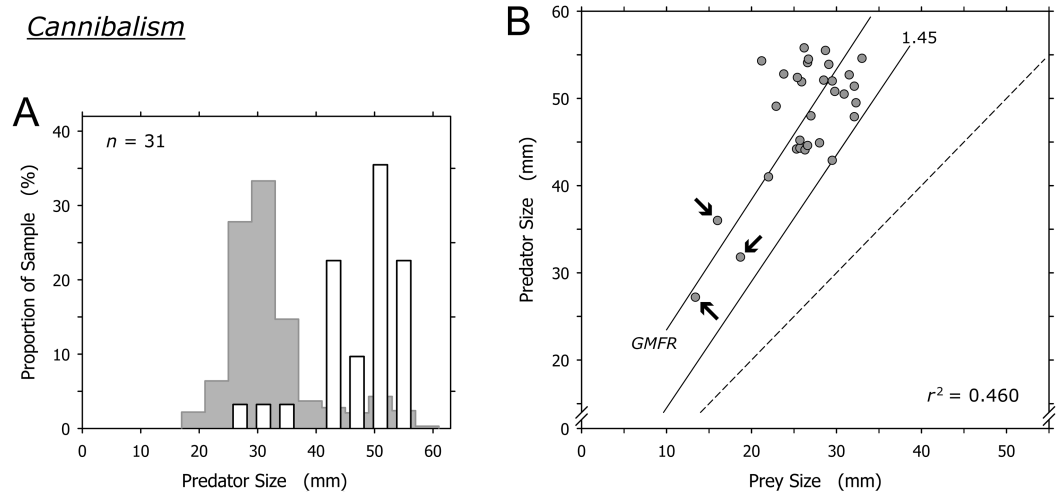 Cannibalism
A
n = 31
Proportion of Sample (%)
40
30
20
10
0
0 10 20 30 40 50 60
Predator Size (mm)
B
Predator Size (mm)
60
50
40
30
20
0
1.45
GMFR
r² = 0.460
0 10 20 30 40 50
Prey Size (mm)